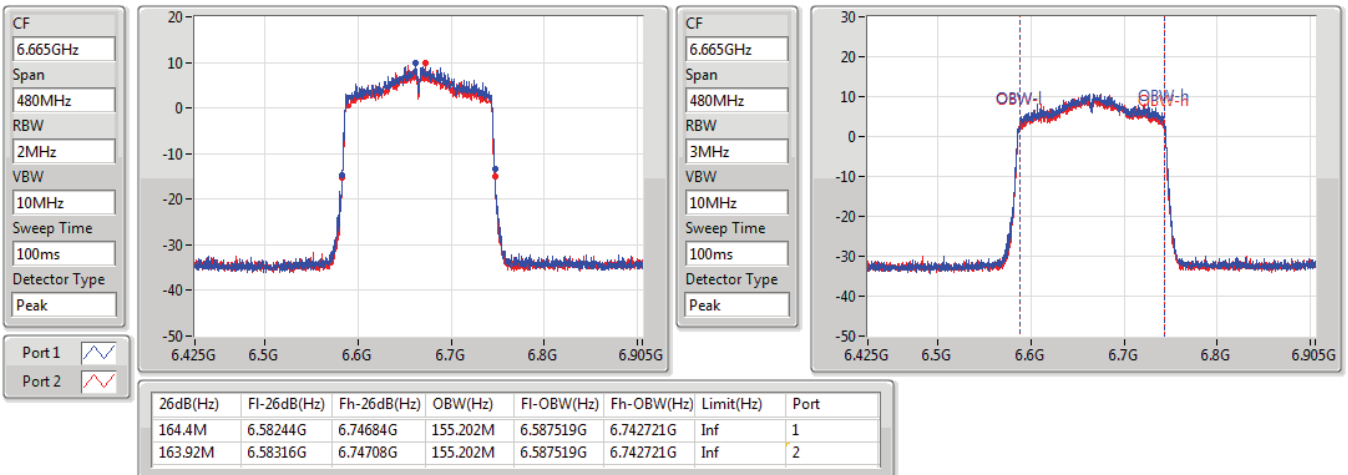 CF
6.665GHz
Span
480MHz
RBW
2MHz
VBW
10MHz
Sweep Time
100ms
Detector Type
Peak
Port 1
Port 2
20
10
0
-10
-20
-30
-40
-50
6.425G 6.5G 6.6G 6.7G 6.8G 6.905G
CF
6.665GHz
Span
480MHz
RBW
3MHz
VBW
10MHz
Sweep Time
100ms
Detector Type
Peak
30
20
10
0
-10
-20
-30
-40
-50
OBW-l OBW-h
6.425G 6.5G 6.6G 6.7G 6.8G 6.905G
26dB(Hz) Fl-26dB(Hz) Fh-26dB(Hz) OBW(Hz) Fl-OBW(Hz) Fh-OBW(Hz) Limit(Hz) Port
164.4M 6.58244G 6.74684G 155.202M 6.587519G 6.742721G Inf 1
163.92M 6.58316G 6.74708G 155.202M 6.587519G 6.742721G Inf 2